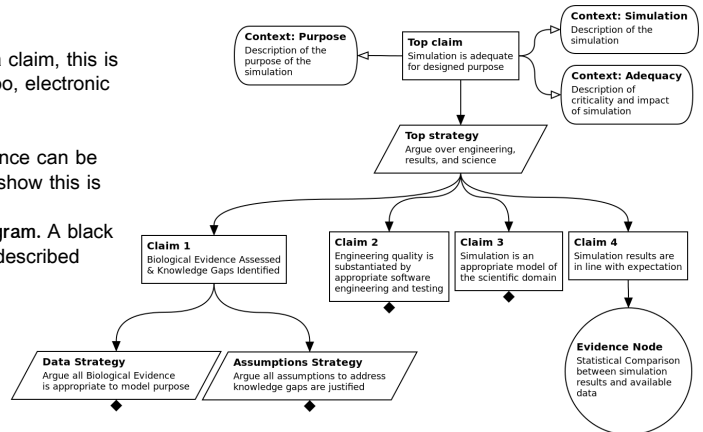 a claim, this is
oo, electronic
nce can be
show this is
gram. A black
described
Context: Purpose
Description of the
purpose of the
simulation
Top claim
Simulation is adequate
for designed purpose
Context: Simulation
Description of the
simulation
Context: Adequacy
Description of
criticality and impact
of simulation
Top strategy
Argue over engineering,
results, and science
Claim 1
Biological Evidence Assessed
& Knowledge Gaps Identified
Claim 2
Engineering quality is
substantiated by
appropriate software
engineering and testing
Claim 3
Simulation is an
appropriate model of
the scientific domain
Claim 4
Simulation results are
in line with expectation
Data Strategy
Argue all Biological Evidence
is appropriate to model purpose
Assumptions Strategy
Argue all assumptions to address
knowledge gaps are justified
Evidence Node
Statistical Comparison
between simulation
results and available
data